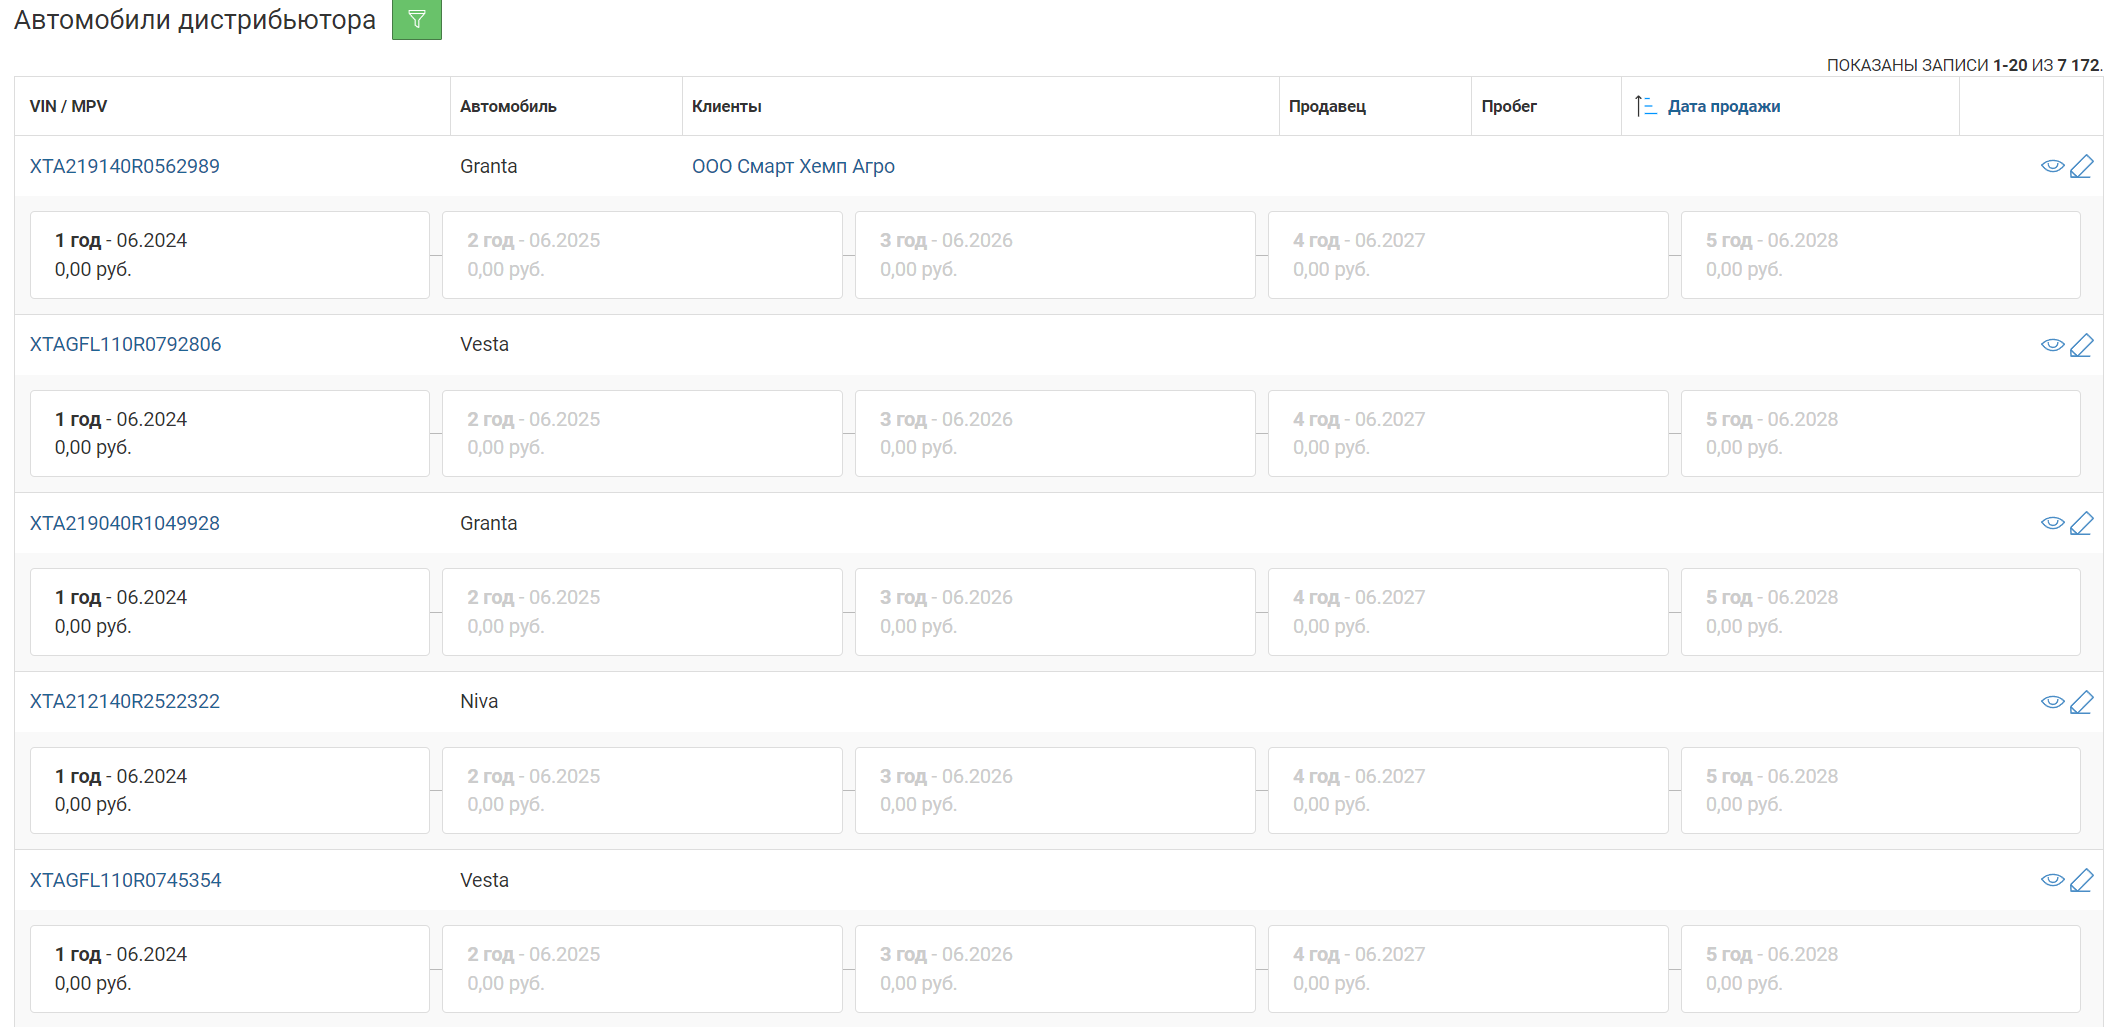 Автомобили дистрибьютора
ПОКАЗАНЫ ЗАПИСИ 1-20 ИЗ 7 172.
VIN / MPV Автомобиль Клиенты Продавец Пробег Дата продажи
XTA219140R0562989 Granta ООО Смарт Хемп Агро
1 год - 06.2024 2 год - 06.2025 3 год - 06.2026 4 год - 06.2027 5 год - 06.2028
0,00 руб. 0,00 руб. 0,00 руб. 0,00 руб. 0,00 руб.
XTAGFL110R0792806 Vesta
1 год - 06.2024 2 год - 06.2025 3 год - 06.2026 4 год - 06.2027 5 год - 06.2028
0,00 руб. 0,00 руб. 0,00 руб. 0,00 руб. 0,00 руб.
XTA219040R1049928 Granta
1 год - 06.2024 2 год - 06.2025 3 год - 06.2026 4 год - 06.2027 5 год - 06.2028
0,00 руб. 0,00 руб. 0,00 руб. 0,00 руб. 0,00 руб.
XTA212140R2522322 Niva
1 год - 06.2024 2 год - 06.2025 3 год - 06.2026 4 год - 06.2027 5 год - 06.2028
0,00 руб. 0,00 руб. 0,00 руб. 0,00 руб. 0,00 руб.
XTAGFL110R0745354 Vesta
1 год - 06.2024 2 год - 06.2025 3 год - 06.2026 4 год - 06.2027 5 год - 06.2028
0,00 руб. 0,00 руб. 0,00 руб. 0,00 руб. 0,00 руб.